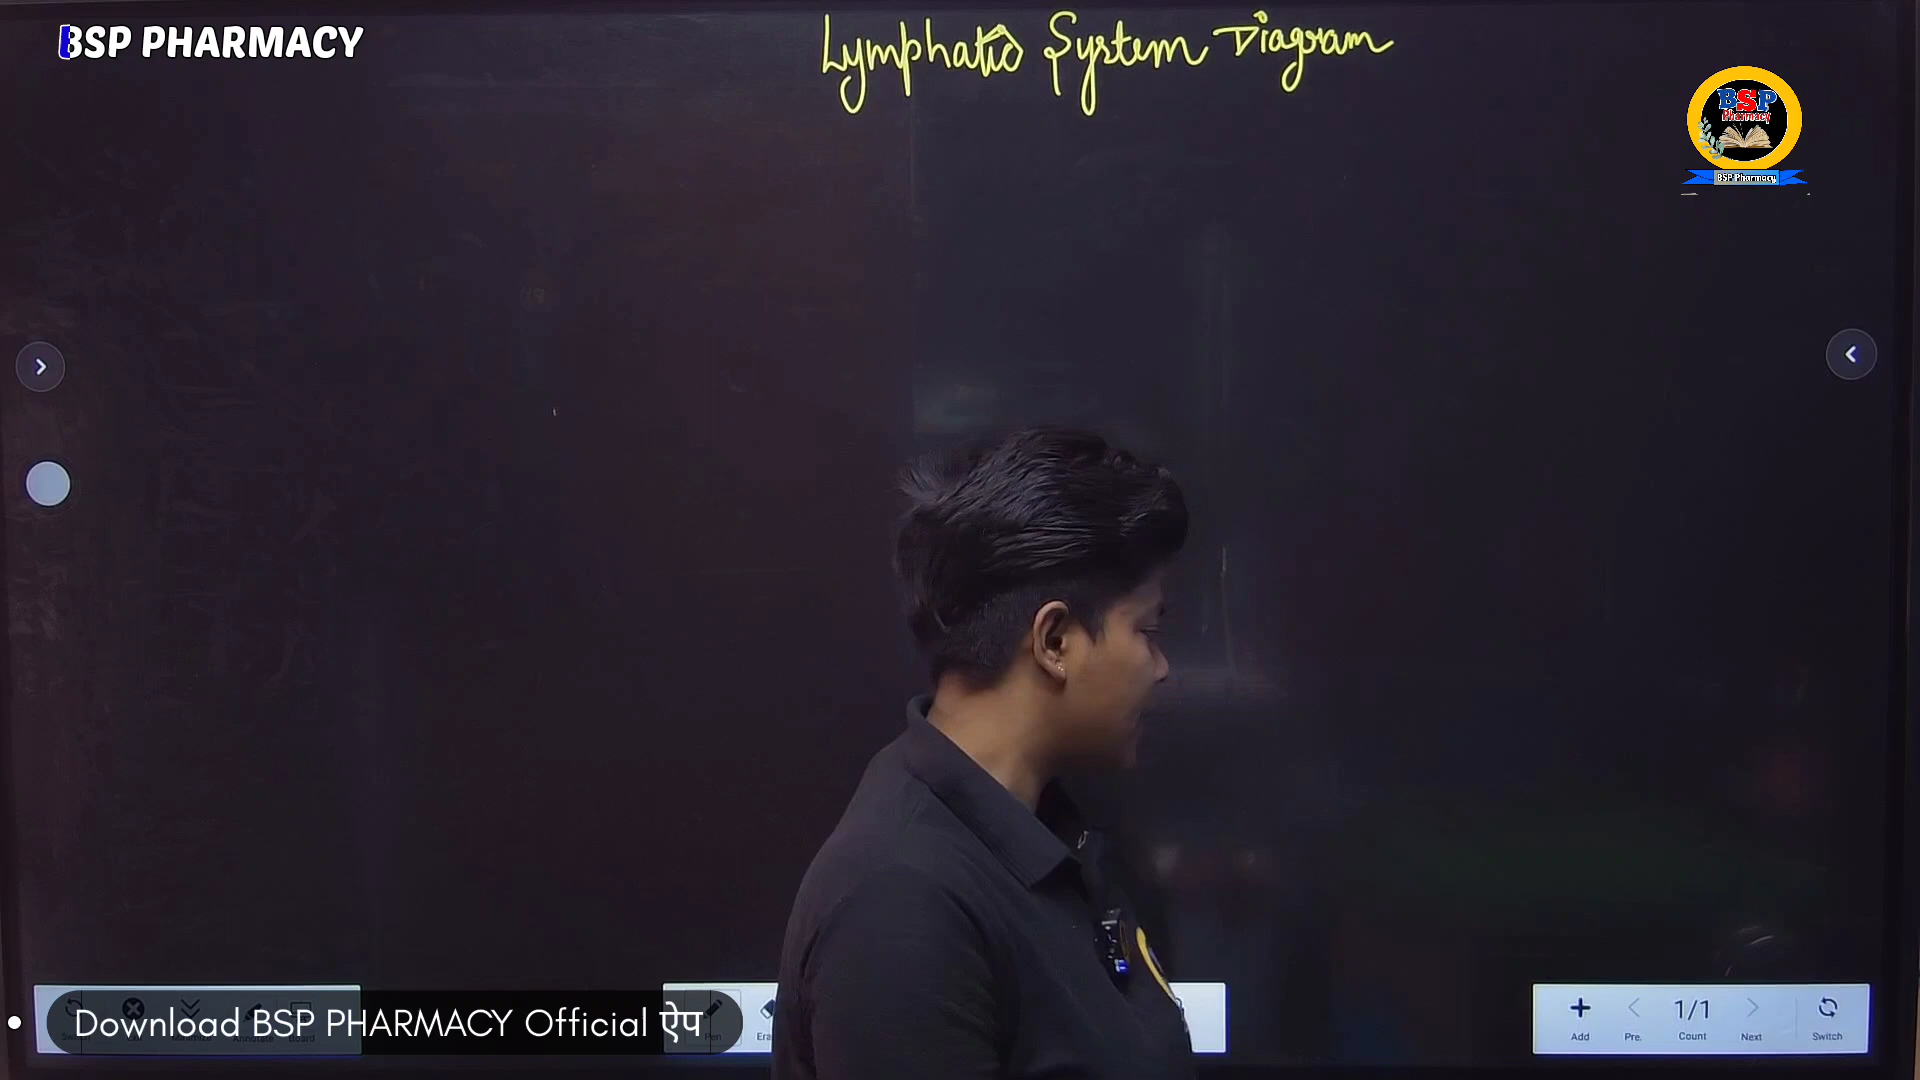 BSP PHARMACY
Lymphatic System Diagram
BSP
Pharmacy
BSP Pharmacy
Download BSP PHARMACY Official ऐप
Pen
1/1
Add
Pre.
Count
Next
Switch